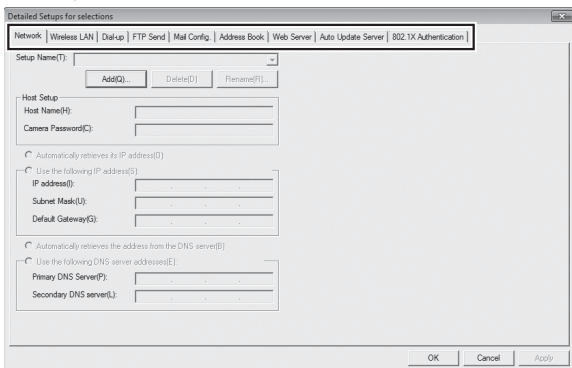 Detailed Setups for selections
Network Wireless LAN Dial-up FTP Send Mail Config. Address Book Web Server Auto Update Server 802.1X Authentication
Setup Name(T):
Add(Q)... Delete(D) Rename(R)...
Host Setup
Host Name(H):
Camera Password(C):
Automatically retrieves its IP address(D)
Use the following IP address(S)
IP address(I):
Subnet Mask(U):
Default Gateway(G):
Automatically retrieves the address from the DNS server(B)
Use the following DNS server addresses(E):
Primary DNS Server(P):
Secondary DNS server(L):
OK Cancel Apply